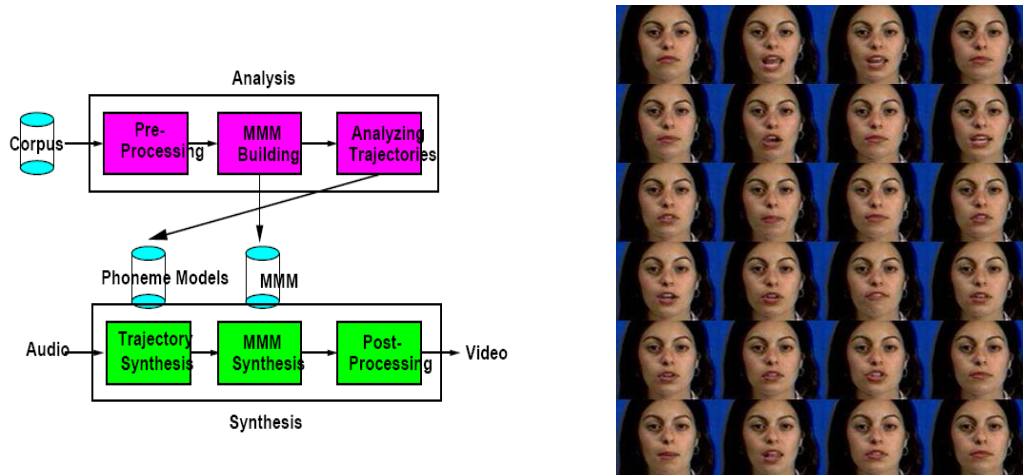 Analysis
Corpus
Pre-
Processing
MMM
Building
Analyzing
Trajectories
Phoneme Models
MMM
Audio
Trajectory
Synthesis
MMM
Synthesis
Post-
Processing
Video
Synthesis